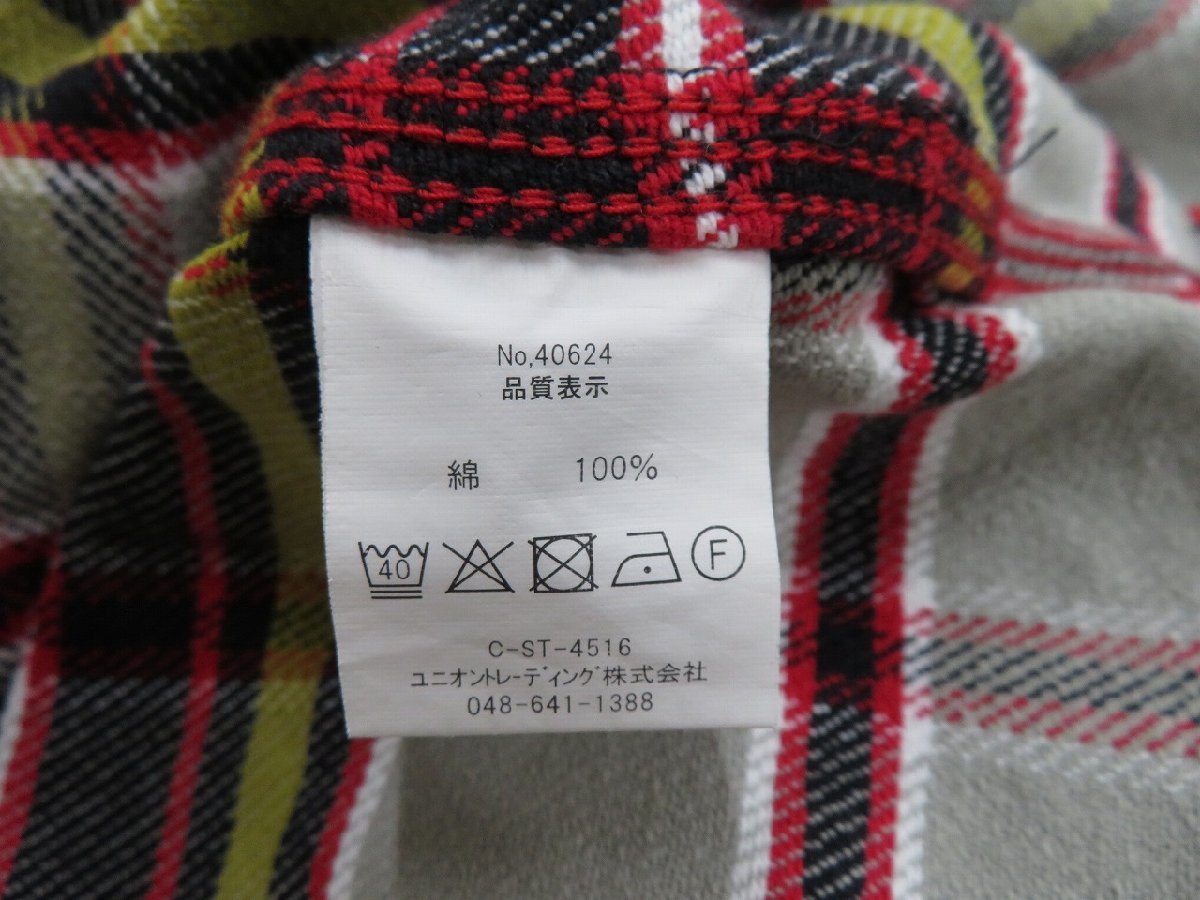 No,40624
品質表示
綿 100%
40 F
C-ST-4516
ユニオントレーディング株式会社
048-641-1388